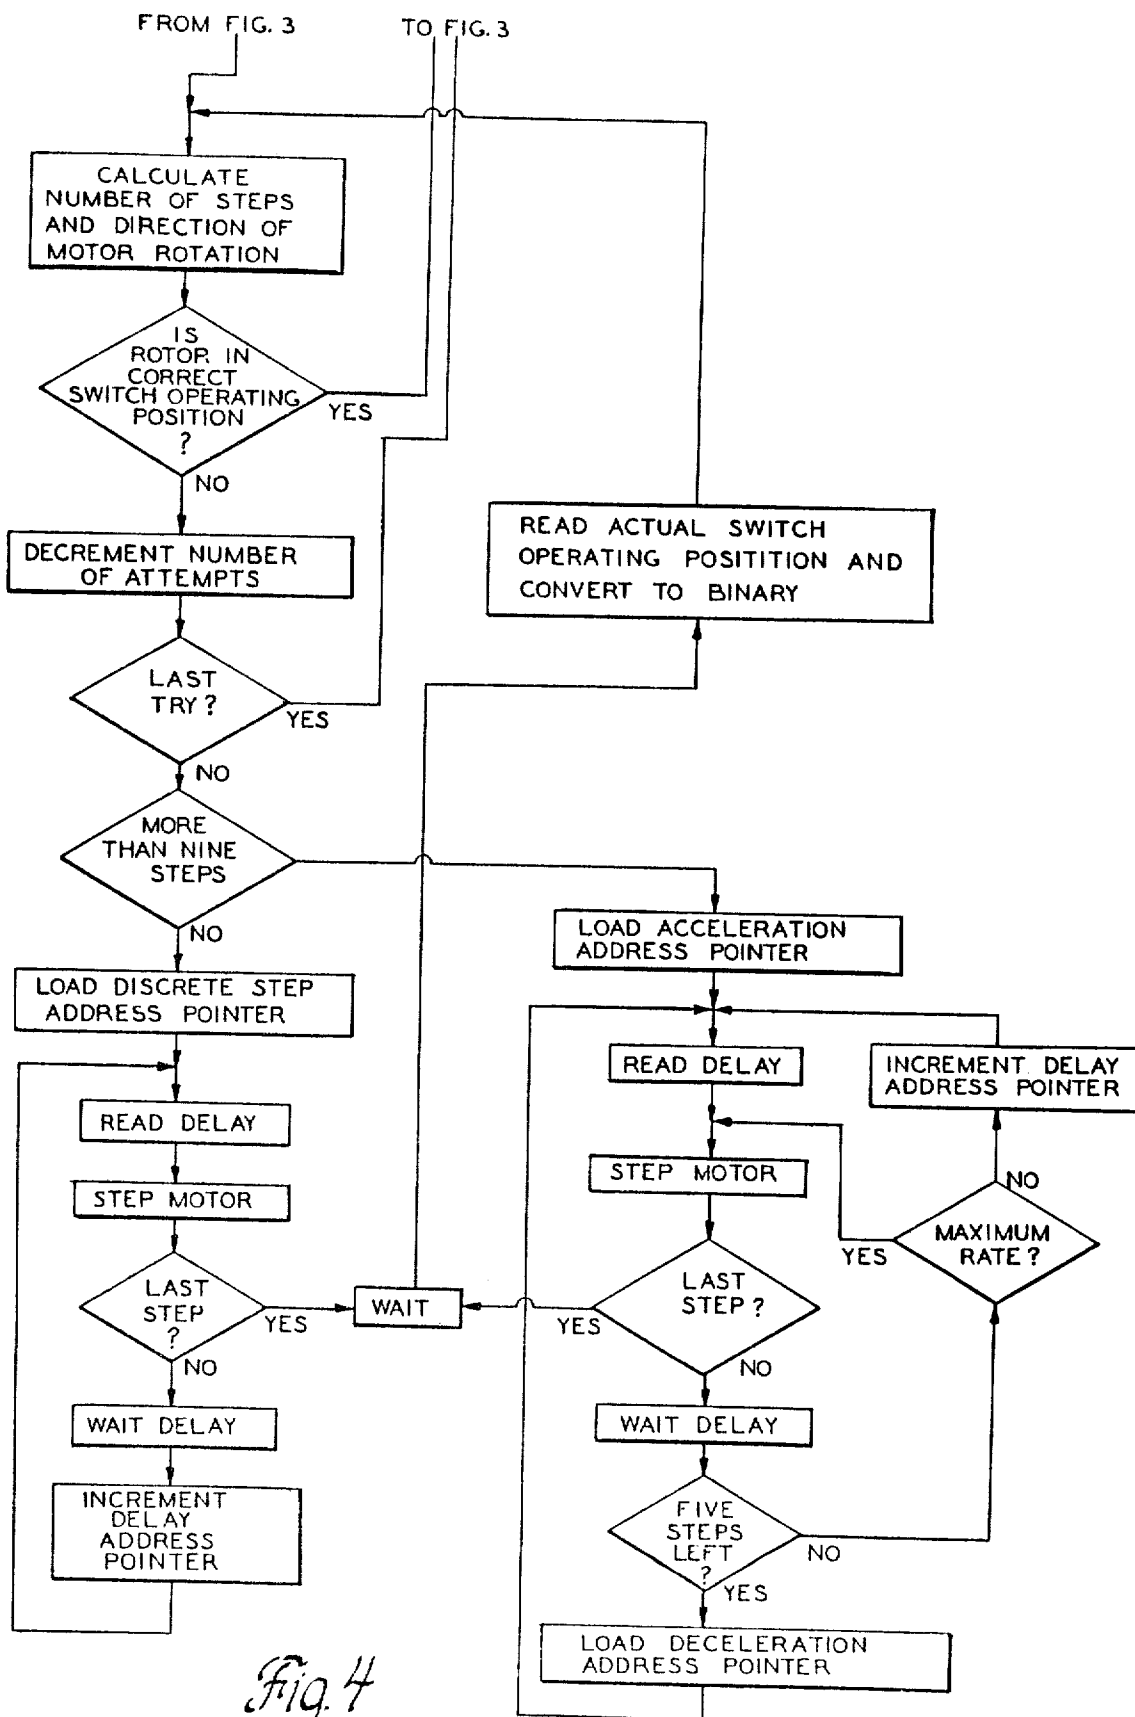 FROM FIG. 3
TO FIG. 3
CALCULATE
NUMBER OF STEPS
AND DIRECTION OF
MOTOR ROTATION
IS
ROTOR IN
CORRECT
SWITCH OPERATING
POSITION
?
YES
NO
DECREMENT NUMBER
OF ATTEMPTS
READ ACTUAL SWITCH
OPERATING POSITITION AND
CONVERT TO BINARY
LAST
TRY?
YES
NO
MORE
THAN NINE
STEPS
NO
LOAD DISCRETE STEP
ADDRESS POINTER
READ DELAY
STEP MOTOR
LAST
STEP
?
YES
NO
WAIT DELAY
INCREMENT
DELAY
ADDRESS
POINTER
WAIT
LOAD ACCELERATION
ADDRESS POINTER
READ DELAY
INCREMENT DELAY
ADDRESS POINTER
STEP MOTOR
NO
MAXIMUM
RATE?
YES
LAST
STEP?
YES
NO
WAIT DELAY
FIVE
STEPS
LEFT
?
NO
YES
LOAD DECELERATION
ADDRESS POINTER
Fig. 4